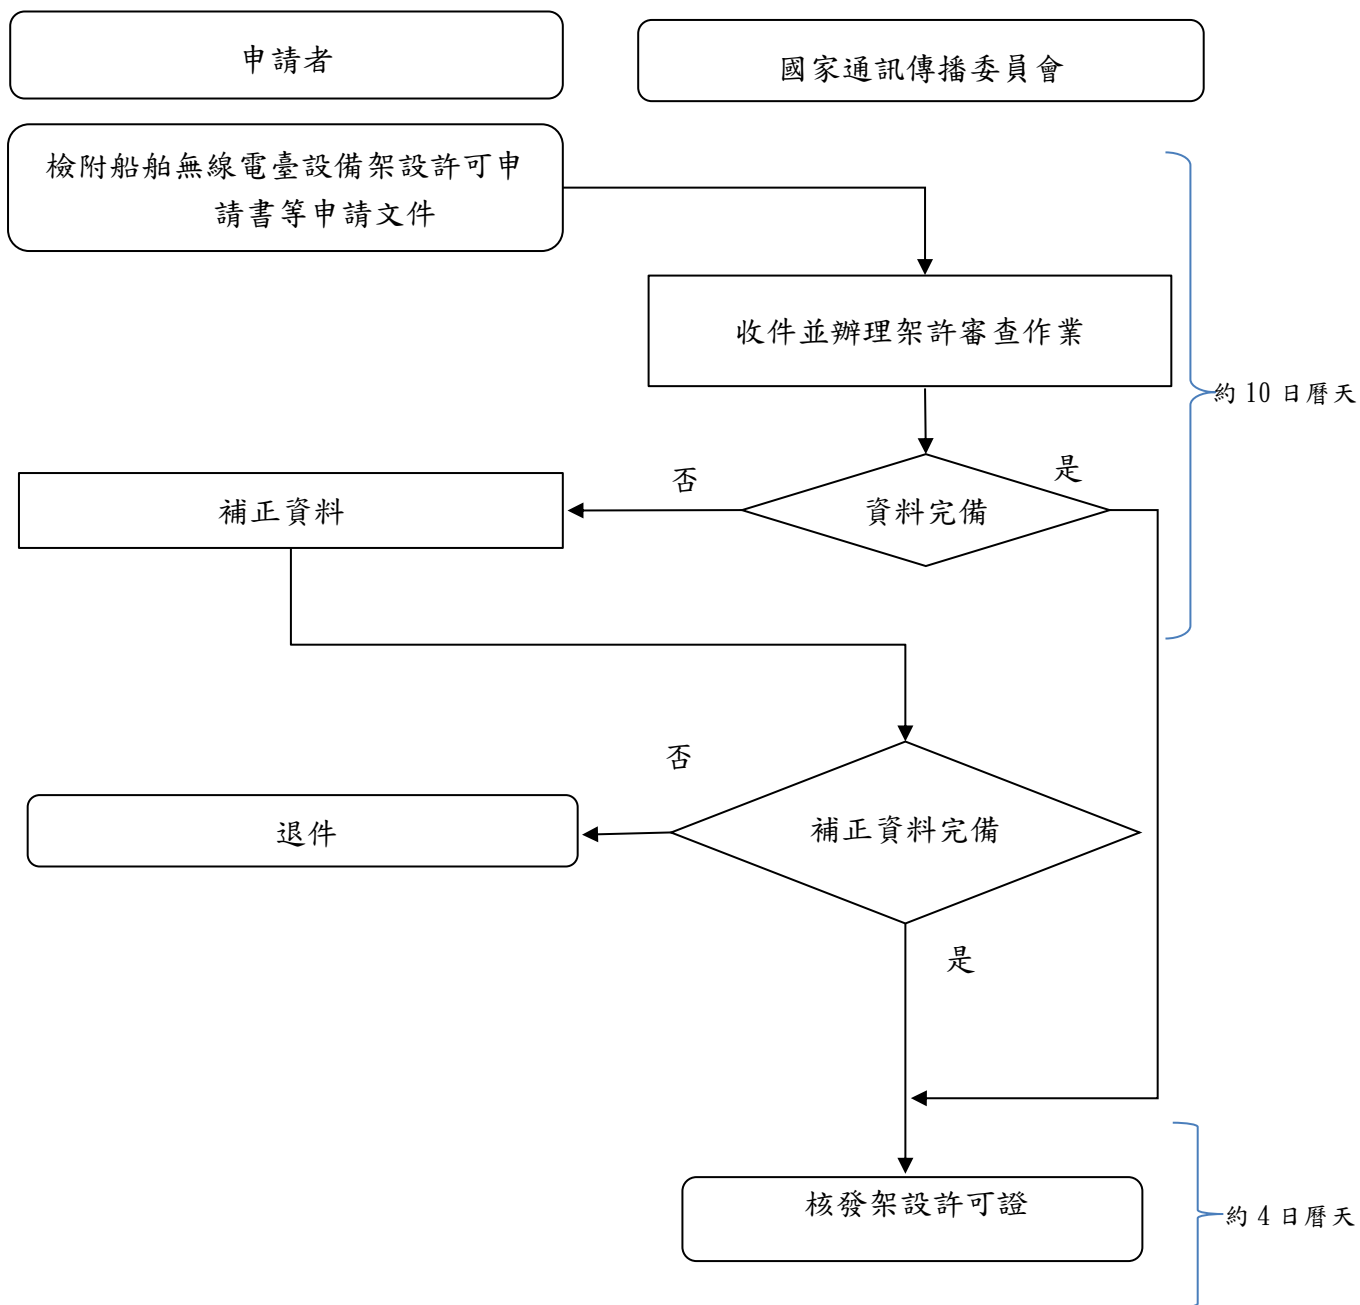 申請者
國家通訊傳播委員會
檢附船舶無線電臺設備架設許可申
請書等申請文件
收件並辦理架許審查作業
約 10 日曆天
否
是
補正資料
資料完備
否
退件
補正資料完備
是
核發架設許可證
約 4 日曆天